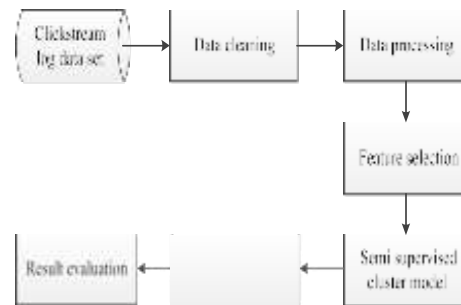 Clickstream
log data set
Data cleaning
Data processing
Feature selection
Semi supervised
cluster model
Result evaluation